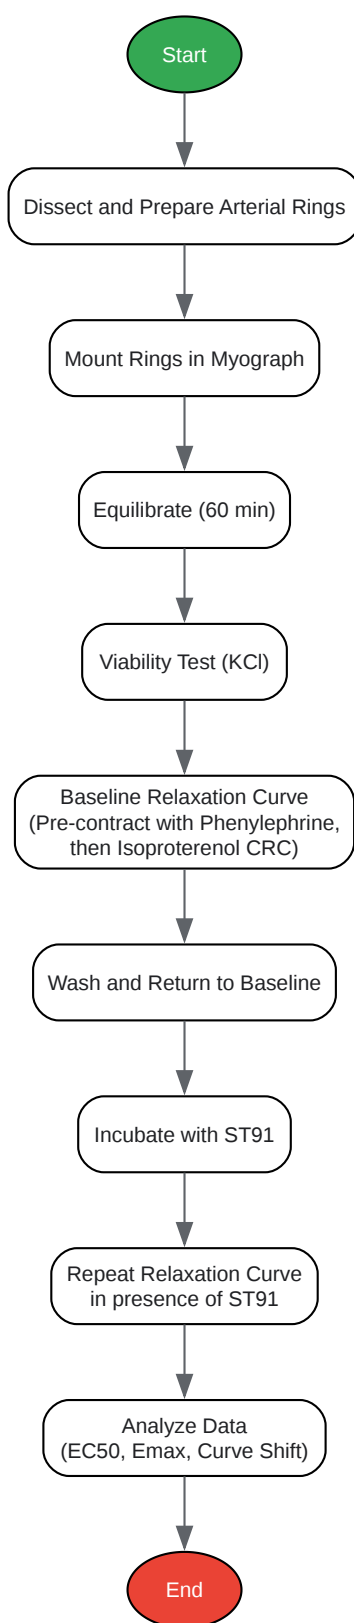 Start
Dissect and Prepare Arterial Rings
Mount Rings in Myograph
Equilibrate (60 min)
Viability Test (KCl)
Baseline Relaxation Curve
(Pre-contract with Phenylephrine,
then Isoproterenol CRC)
Wash and Return to Baseline
Incubate with ST91
Repeat Relaxation Curve
in presence of ST91
Analyze Data
(EC50, Emax, Curve Shift)
End